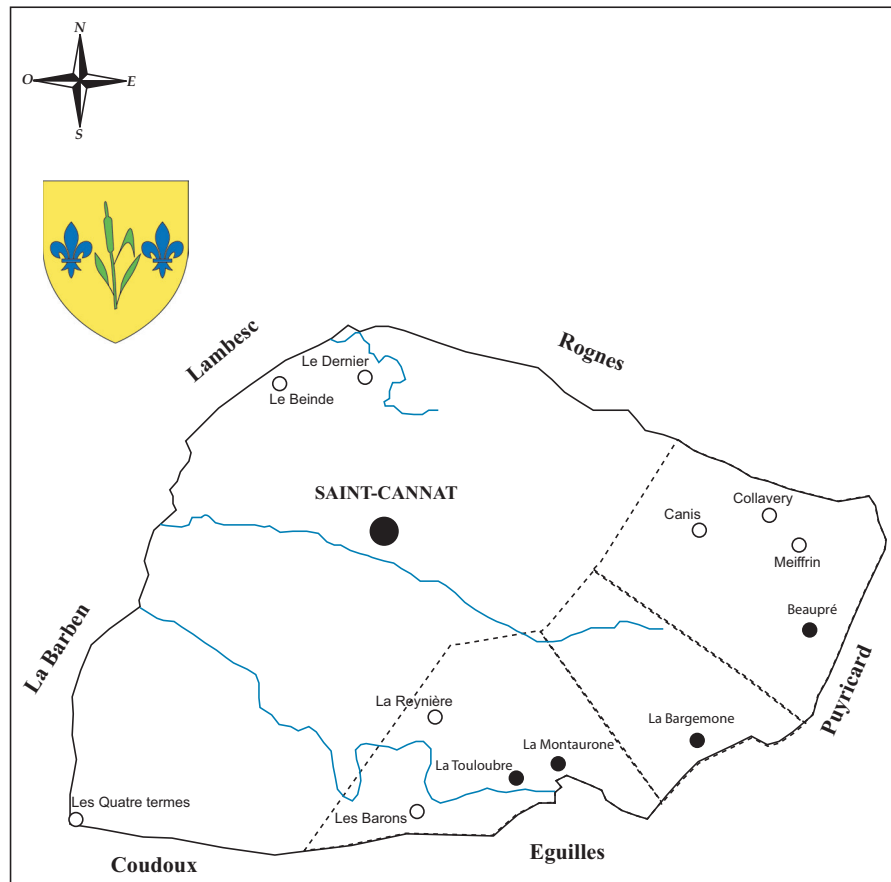 N
O
E
S
Lambesc
Rognes
Le Dernier
Le Beinde
SAINT-CANNAT
Collavery
Canis
Meiffrin
Beaupré
La Barben
Puyricard
La Reynière
La Bargemone
La Montaurone
La Touloubre
Les Quatre termes
Les Barons
Coudoux
Eguilles